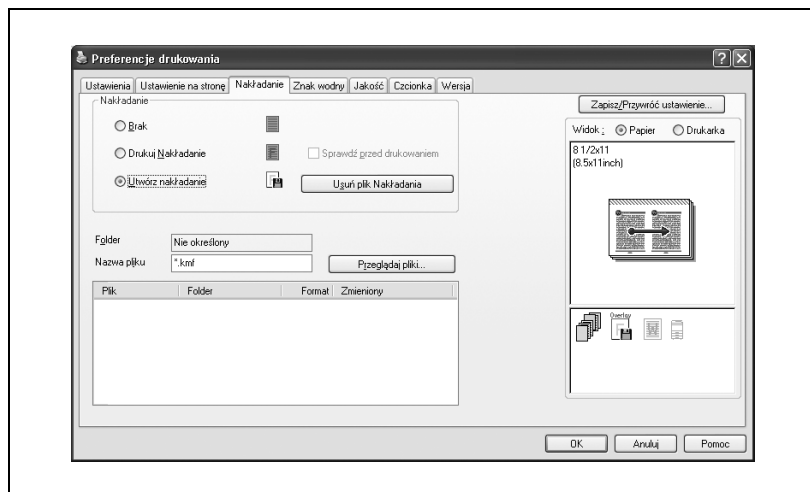 Preferencje drukowania
Ustawienia Ustawienie na stronę Nakładanie Znak wodny Jakość Czcionka Wersja
Nakładanie
Brak
Drukuj Nakładanie
Sprawdź przed drukowaniem
Utwórz nakładanie
Usuń plik Nakładania
Folder
Nie określony
Nazwa pliku
*.kmf
Przeglądaj pliki...
Plik Folder Format Zmieniony
Zapisz/Przywróć ustawienie...
Widok : Papier Drukarka
8 1/2x11
(8.5x11inch)
Overlay
OK Anuluj Pomoc